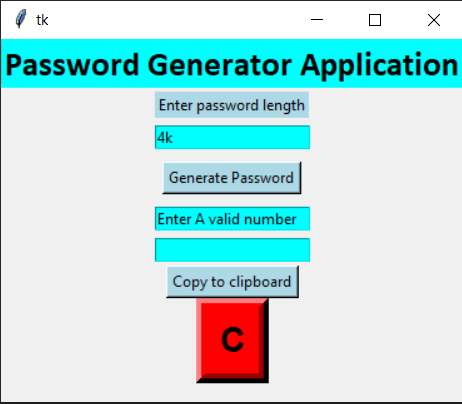 tk
Password Generator Application
Enter password length
4k
Generate Password
Enter A valid number
Copy to clipboard
C